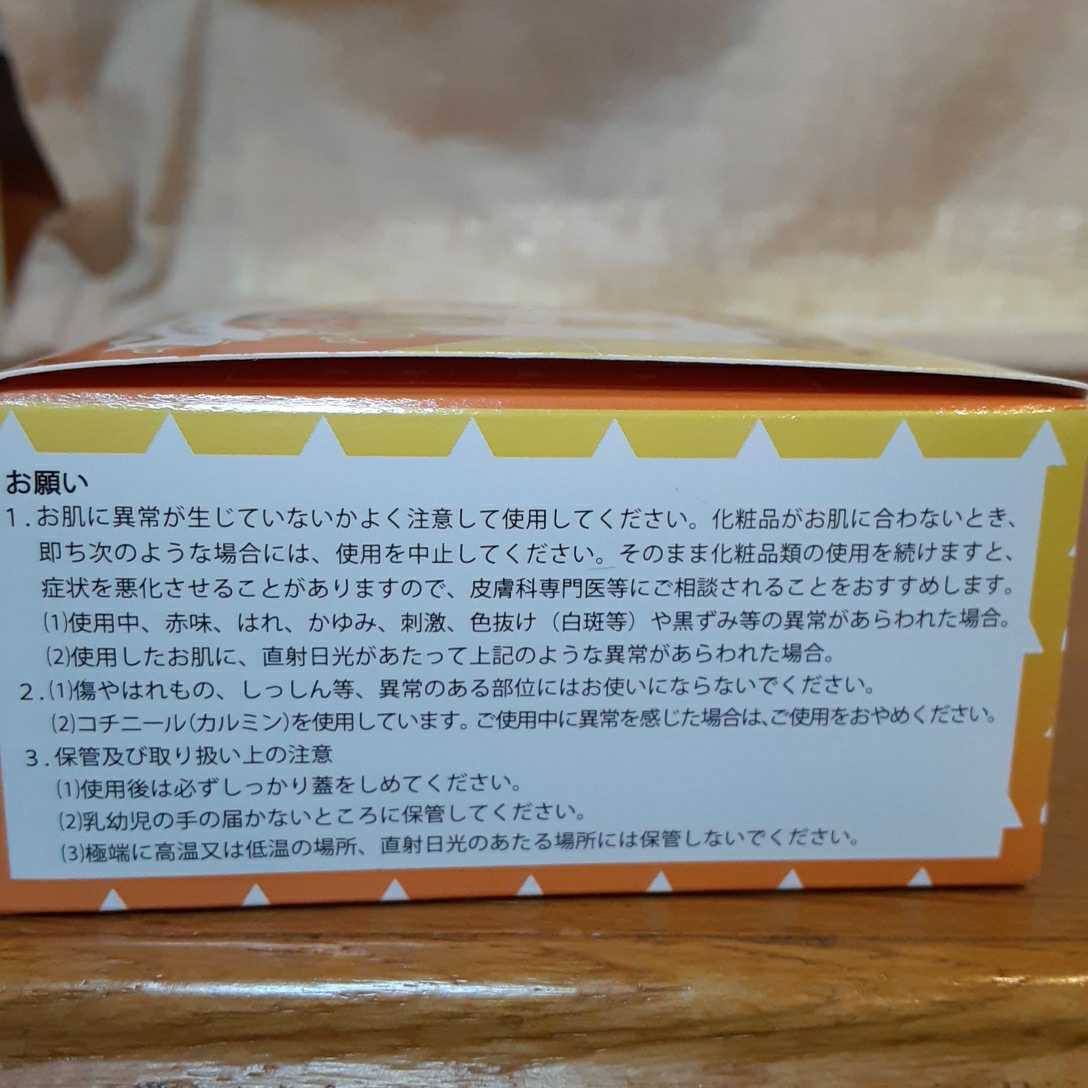 お願い
1.お肌に異常が生じていないかよく注意して使用してください。化粧品がお肌に合わないとき、
即ち次のような場合には、使用を中止してください。そのまま化粧品類の使用を続けますと、
症状を悪化させることがありますので、皮膚科専門医等にご相談されることをおすすめします。
(1)使用中、赤味、はれ、かゆみ、刺激、色抜け（白斑等）や黒ずみ等の異常があらわれた場合。
(2)使用したお肌に、直射日光があたって上記のような異常があらわれた場合。
2.(1)傷やはれもの、しっしん等、異常のある部位にはお使いにならないでください。
(2)コチニール(カルミン)を使用しています。ご使用中に異常を感じた場合は、ご使用をおやめください。
3.保管及び取り扱い上の注意
(1)使用後は必ずしっかり蓋をしめてください。
(2)乳幼児の手の届かないところに保管してください。
(3)極端に高温又は低温の場所、直射日光のあたる場所には保管しないでください。